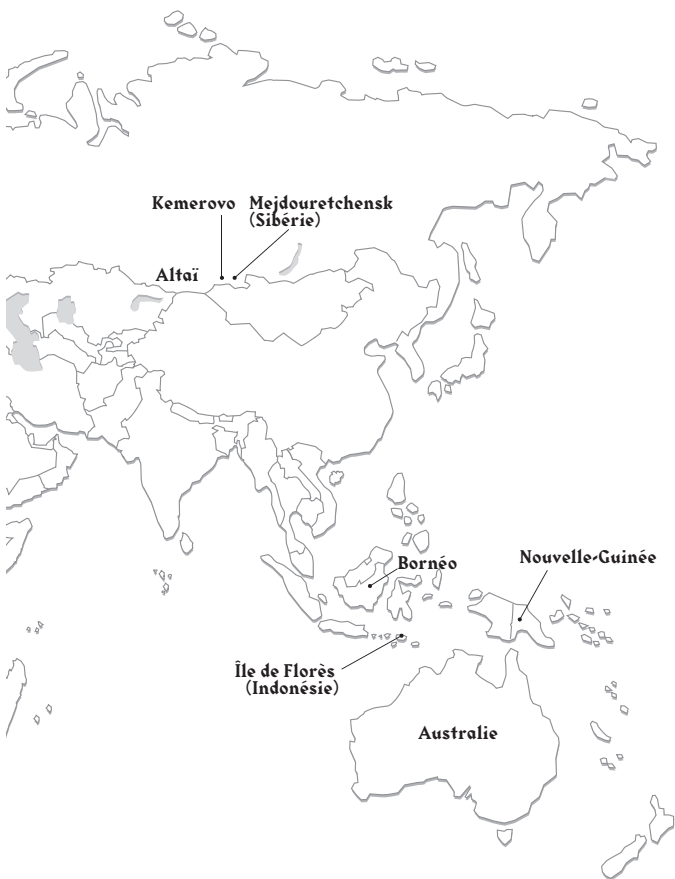 Kemerovo
Mejdouretchensk
(Sibérie)
Altaï
Bornéo
Nouvelle-Guinée
Île de Florès
(Indonésie)
Australie